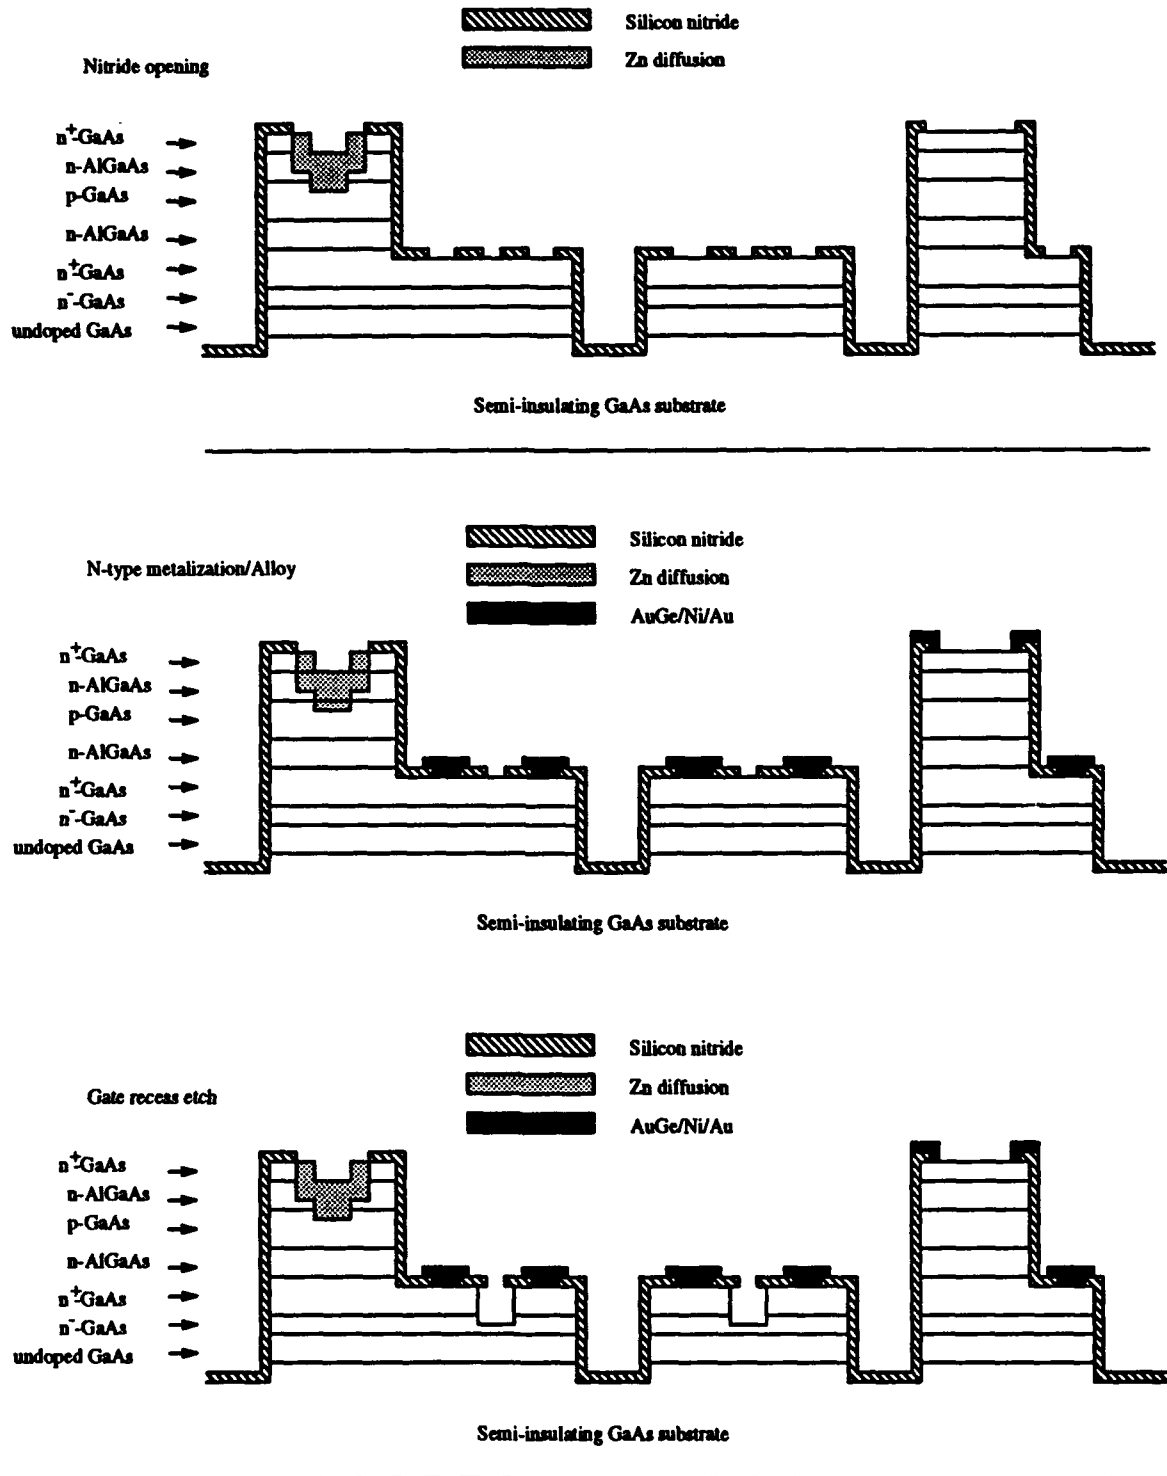 Silicon nitride
Zn diffusion
Nitride opening
n+-GaAs
n-AlGaAs
p-GaAs
n-AlGaAs
n+-GaAs
n--GaAs
undoped GaAs
Semi-insulating GaAs substrate
Silicon nitride
N-type metalization/Alloy
Zn diffusion
AuGe/Ni/Au
n+-GaAs
n-AlGaAs
p-GaAs
n-AlGaAs
n+-GaAs
n--GaAs
undoped GaAs
Semi-insulating GaAs substrate
Silicon nitride
Zn diffusion
Gate recess etch
AuGe/Ni/Au
n+-GaAs
n-AlGaAs
p-GaAs
n-AlGaAs
n+-GaAs
n--GaAs
undoped GaAs
Semi-insulating GaAs substrate